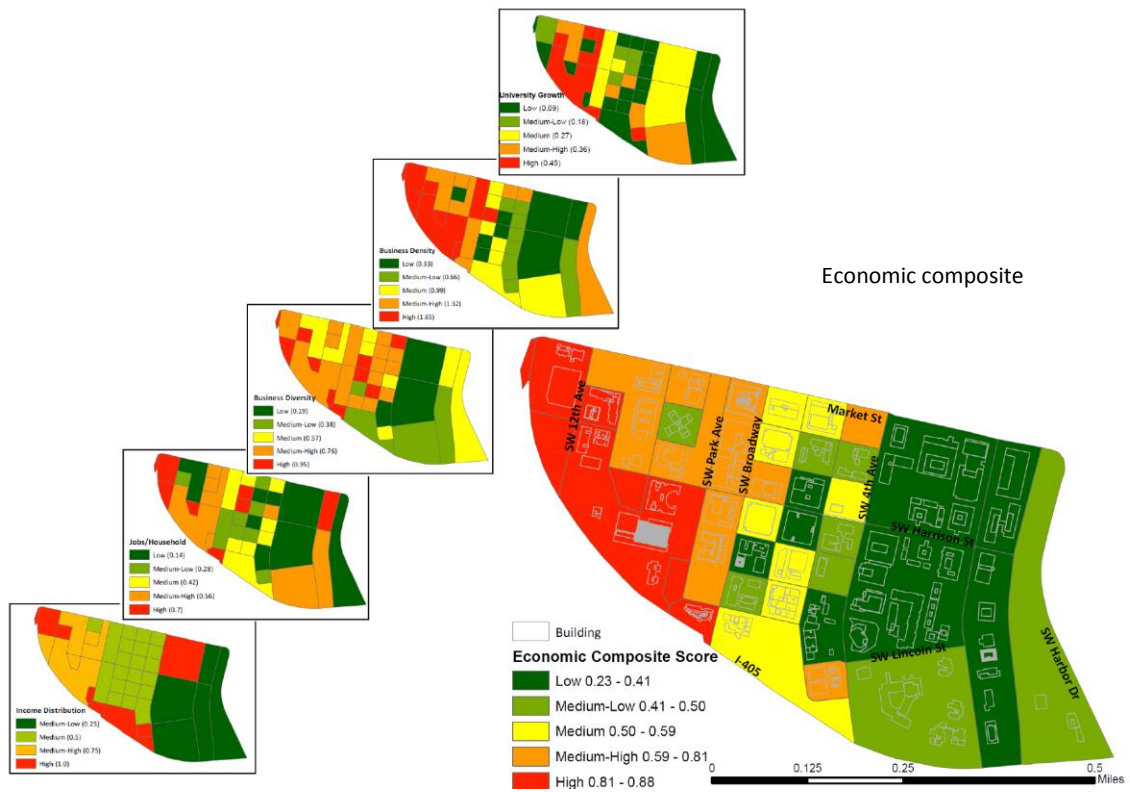 University Growth
Low (0.09)
Medium-Low (0.18)
Medium (0.27)
Medium-High (0.36)
High (0.45)
Business Density
Low (0.33)
Medium-Low (0.66)
Medium (0.99)
Medium-High (1.32)
High (1.65)
Economic composite
Business Diversity
Low (0.19)
Medium-Low (0.38)
Medium (0.57)
Medium-High (0.76)
High (0.95)
Jobs/Household
Low (0.14)
Medium-Low (0.28)
Medium (0.42)
Medium-High (0.56)
High (0.7)
Income Distribution
Medium-Low (0.25)
Medium (0.5)
Medium-High (0.75)
High (1.0)
SW 12th Ave
SW Park Ave
SW Broadway
Market St
SW 4th Ave
SW Harrison St
SW Lincoln St
SW Harbor Dr
I-405
Building
Economic Composite Score
Low 0.23 - 0.41
Medium-Low 0.41 - 0.50
Medium 0.50 - 0.59
Medium-High 0.59 - 0.81
High 0.81 - 0.88
0 0.125 0.25 0.5
Miles